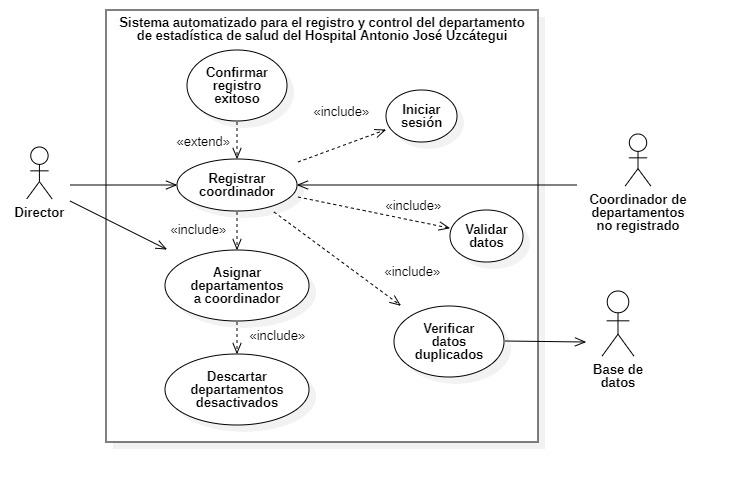 Sistema automatizado para el registro y control del departamento
de estadística de salud del Hospital Antonio José Uzcátegui
Confirmar
registro
exitoso
«include»
Iniciar
sesión
«extend»
Director
Registrar
coordinador
Coordinador de
departamentos
no registrado
«include»
«include»
Validar
datos
Asignar
departamentos
a coordinador
«include»
Verificar
datos
duplicados
«include»
Base de
datos
Descartar
departamentos
desactivados